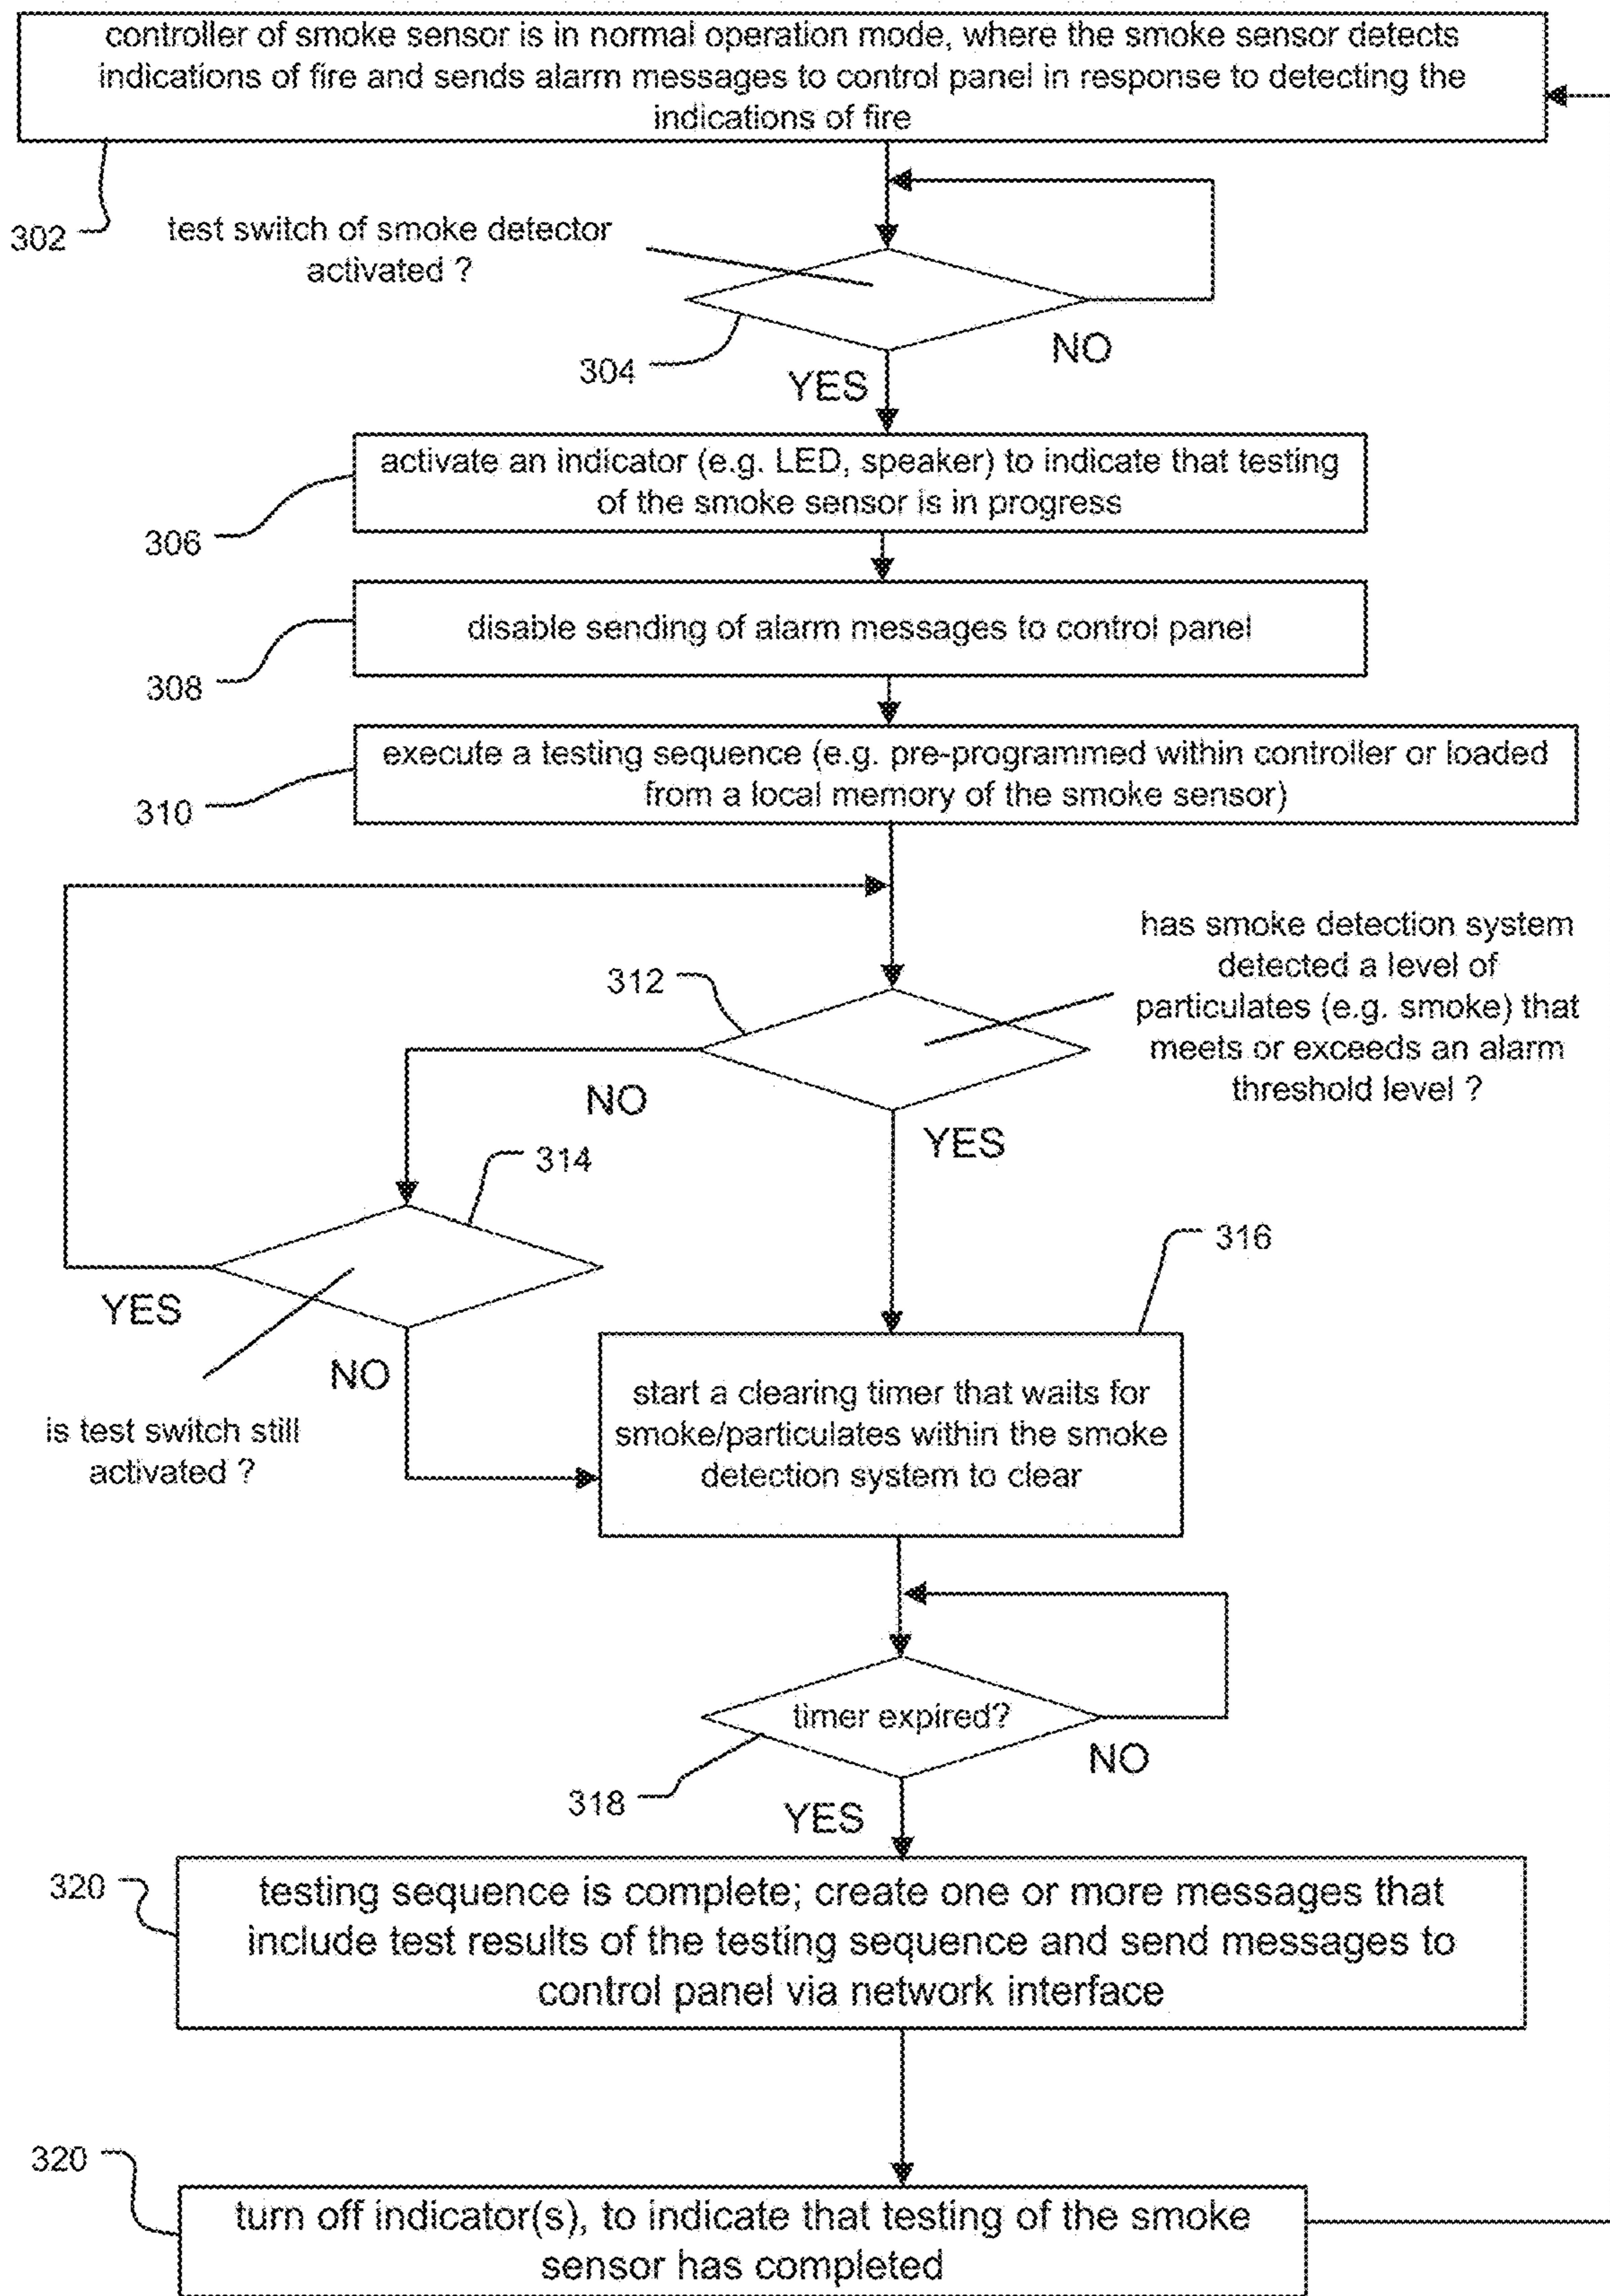 controller of smoke sensor is in normal operation mode, where the smoke sensor detects
indications of fire and sends alarm messages to control panel in response to detecting the
indications of fire
302
test switch of smoke detector
activated ?
304
NO
YES
activate an indicator (e.g. LED, speaker) to indicate that testing
of the smoke sensor is in progress
306
disable sending of alarm messages to control panel
308
execute a testing sequence (e.g. pre-programmed within controller or loaded
from a local memory of the smoke sensor)
310
has smoke detection system
detected a level of
particulates (e.g. smoke) that
meets or exceeds an alarm
threshold level ?
312
NO
YES
314
316
YES
NO
is test switch still
activated ?
start a clearing timer that waits for
smoke/particulates within the smoke
detection system to clear
timer expired?
NO
318
YES
320
testing sequence is complete; create one or more messages that
include test results of the testing sequence and send messages to
control panel via network interface
320
turn off indicator(s), to indicate that testing of the smoke
sensor has completed